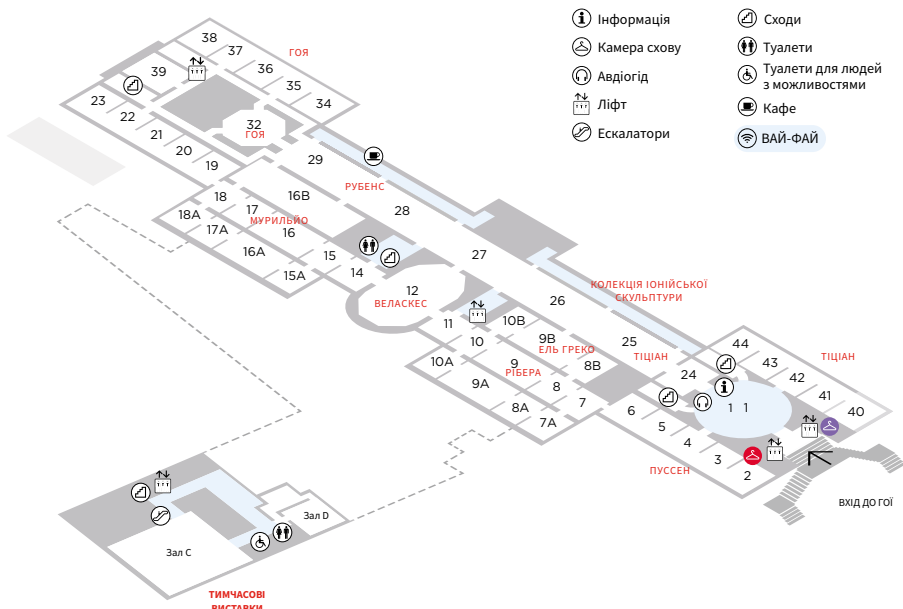 Інформація
Камера схову
Авдіогід
Ліфт
Ескалатори
Сходи
Туалети
Туалети для людей
з можливостями
Кафе
ВАЙ-ФАЙ
38
37
ГОЯ
39
36
35
34
23
22
21
20
19
32
ГОЯ
29
РУБЕНС
28
18
17
16B
МУРИЛЬЙО
18A
17A
16
16A
15
15A
14
27
12
ВЕЛАСКЕС
КОЛЕКЦІЯ ІОНІЙСЬКОЇ
СКУЛЬПТУРИ
26
11
10B
10
9B
ЕЛЬ ГРЕКО
25
ТІЦІАН
10A
9
РІБЕРА
8B
9A
8
8A
7
7A
44
43
ТІЦІАН
42
41
40
24
1 1
6
5
4
3
2
ПУССЕН
ВХІД ДО ГОЇ
Зал D
Зал C
ТИМЧАСОВІ
ВИСТАВКИ